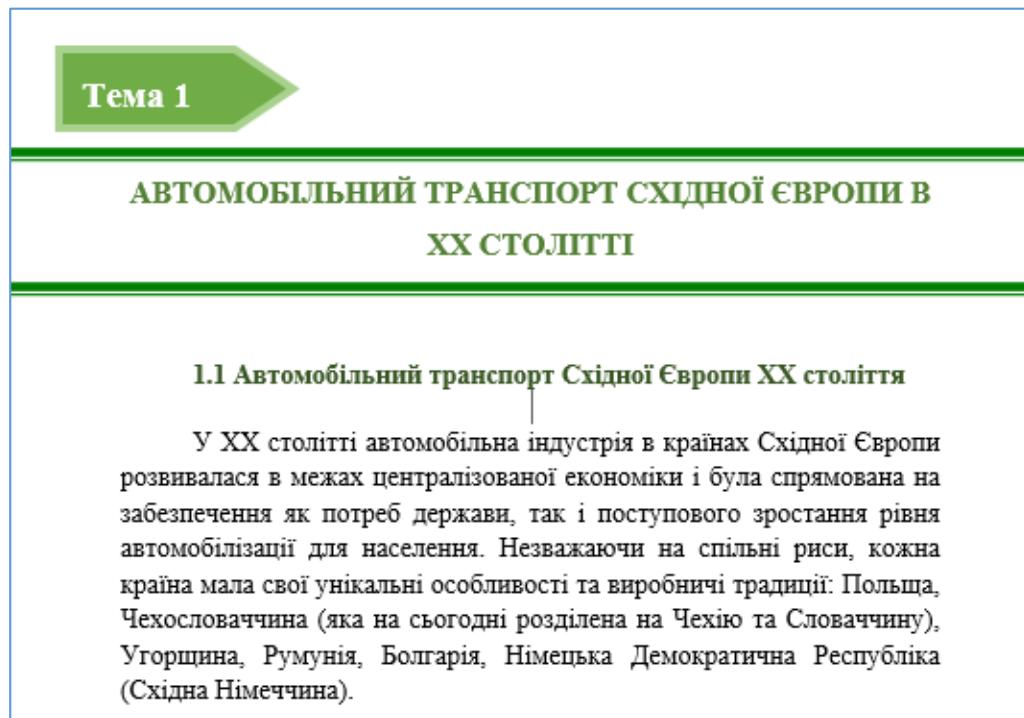 Тема 1
АВТОМОБІЛЬНИЙ ТРАНСПОРТ СХІДНОЇ ЄВРОПИ В
ХХ СТОЛІТТІ
1.1 Автомобільний транспорт Східної Європи ХХ століття
У ХХ столітті автомобільна індустрія в країнах Східної Європи
розвивалася в межах централізованої економіки і була спрямована на
забезпечення як потреб держави, так і поступового зростання рівня
автомобілізації для населення. Незважаючи на спільні риси, кожна
країна мала свої унікальні особливості та виробничі традиції: Польща,
Чехословаччина (яка на сьогодні розділена на Чехію та Словаччину),
Угорщина, Румунія, Болгарія, Німецька Демократична Республіка
(Східна Німеччина).